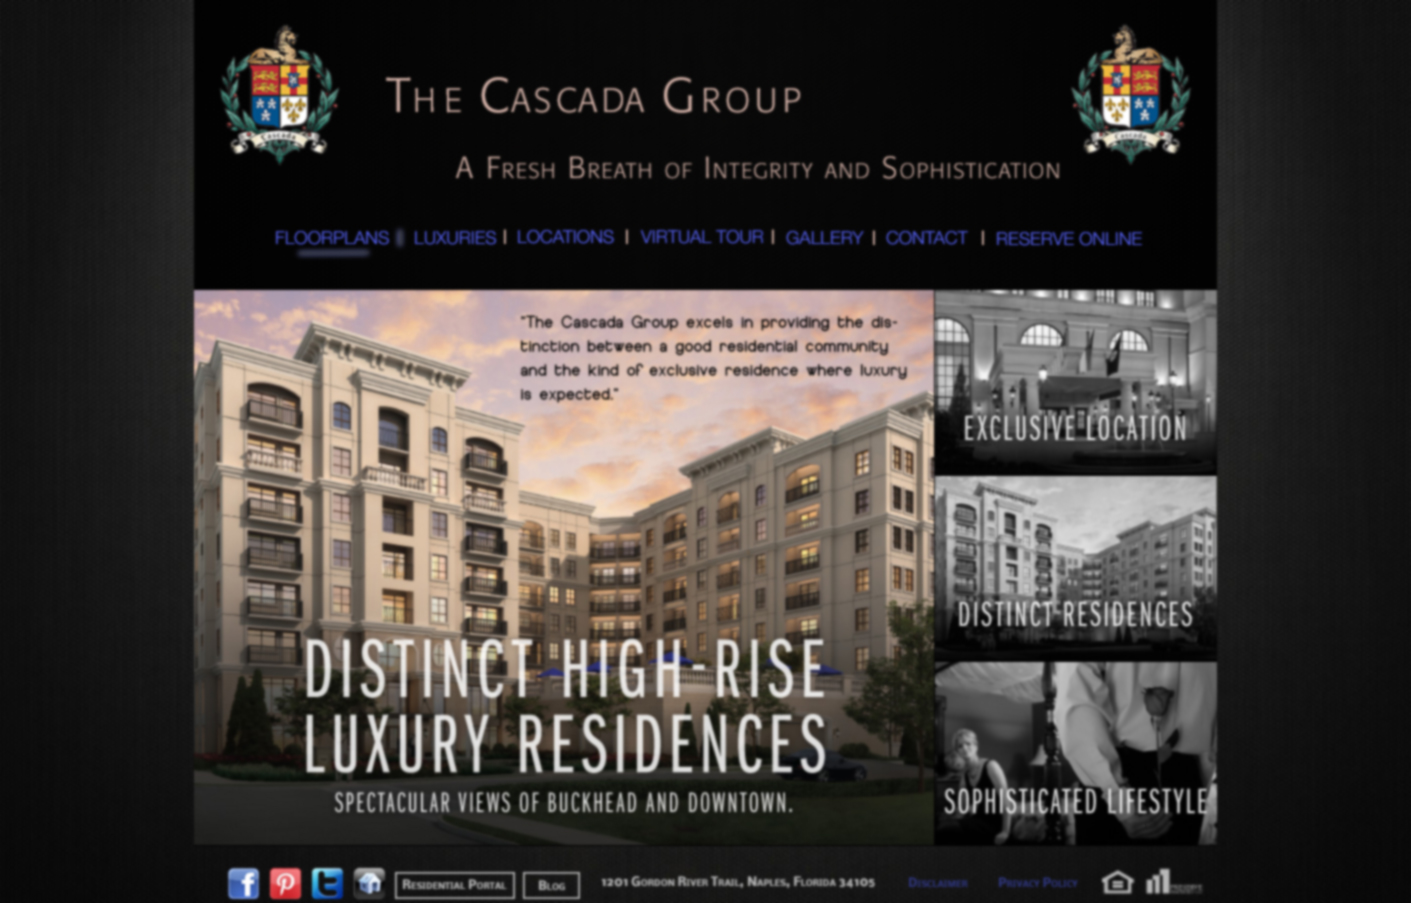 THE CASCADA GROUP
Cascada
Cascada
A FRESH BREATH OF INTEGRITY AND SOPHISTICATION
FLOORPLANS | LUXURIES | LOCATIONS | VIRTUAL TOUR | GALLERY | CONTACT | RESERVE ONLINE
"The Cascada Group excels in providing the dis-
tinction between a good residential community
and the kind of exclusive residence where luxury
is expected."
EXCLUSIVE LOCATION
DISTINCT RESIDENCES
DISTINCT HIGH-RISE
LUXURY RESIDENCES
SPECTACULAR VIEWS OF BUCKHEAD AND DOWNTOWN.
SOPHISTICATED LIFESTYLE
RESIDENTIAL PORTAL
BLOG
1201 GORDON RIVER TRAIL, NAPLES, FLORIDA 34105
DISCLAIMER
PRIVACY POLICY